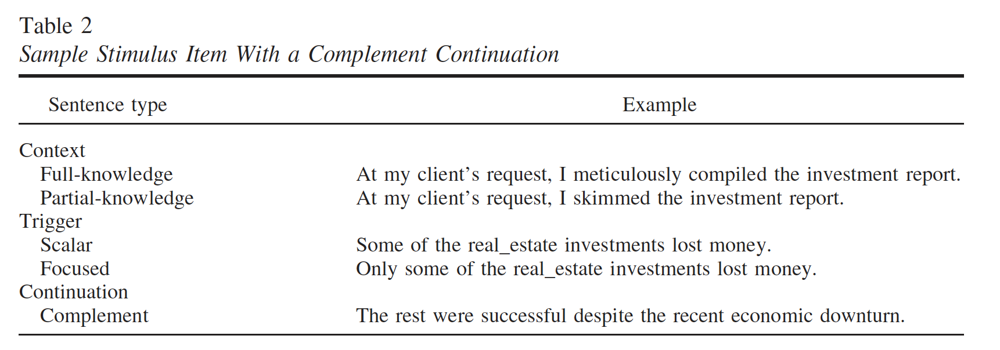 Table 2
Sample Stimulus Item With a Complement Continuation
Sentence type Example
Context
Full-knowledge At my client’s request, I meticulously compiled the investment report.
Partial-knowledge At my client’s request, I skimmed the investment report.
Trigger
Scalar Some of the real_estate investments lost money.
Focused Only some of the real_estate investments lost money.
Continuation
Complement The rest were successful despite the recent economic downturn.